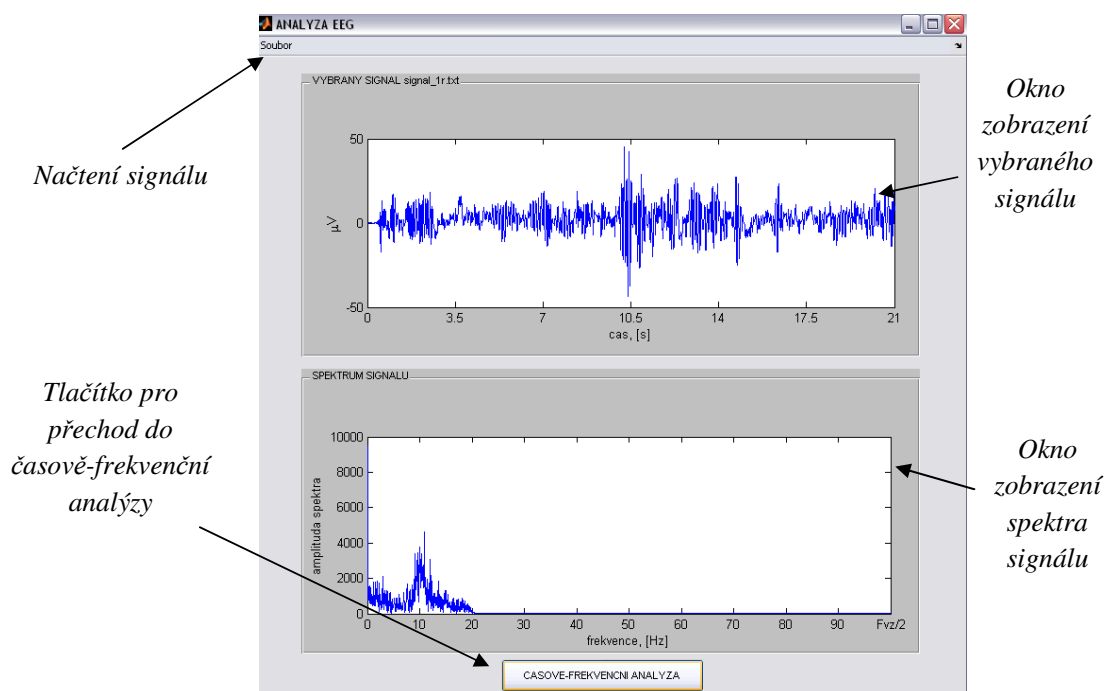 ANALYZA EEG
Soubor
Načtení signálu
VYBRANY SIGNAL signal_1r.txt
50
0
-50
µV
0 3.5 7 10.5 14 17.5 21
cas, [s]
Okno
zobrazení
vybraného
signálu
Tlačítko pro
přechod do
časově-frekvenční
analýzy
SPEKTRUM SIGNALU
10000
8000
6000
4000
2000
0
amplituda spektra
0 10 20 30 40 50 60 70 80 90 Fvz/2
frekvence, [Hz]
Okno
zobrazení
spektra
signálu
CASOVE-FREKVENCNI ANALYZA